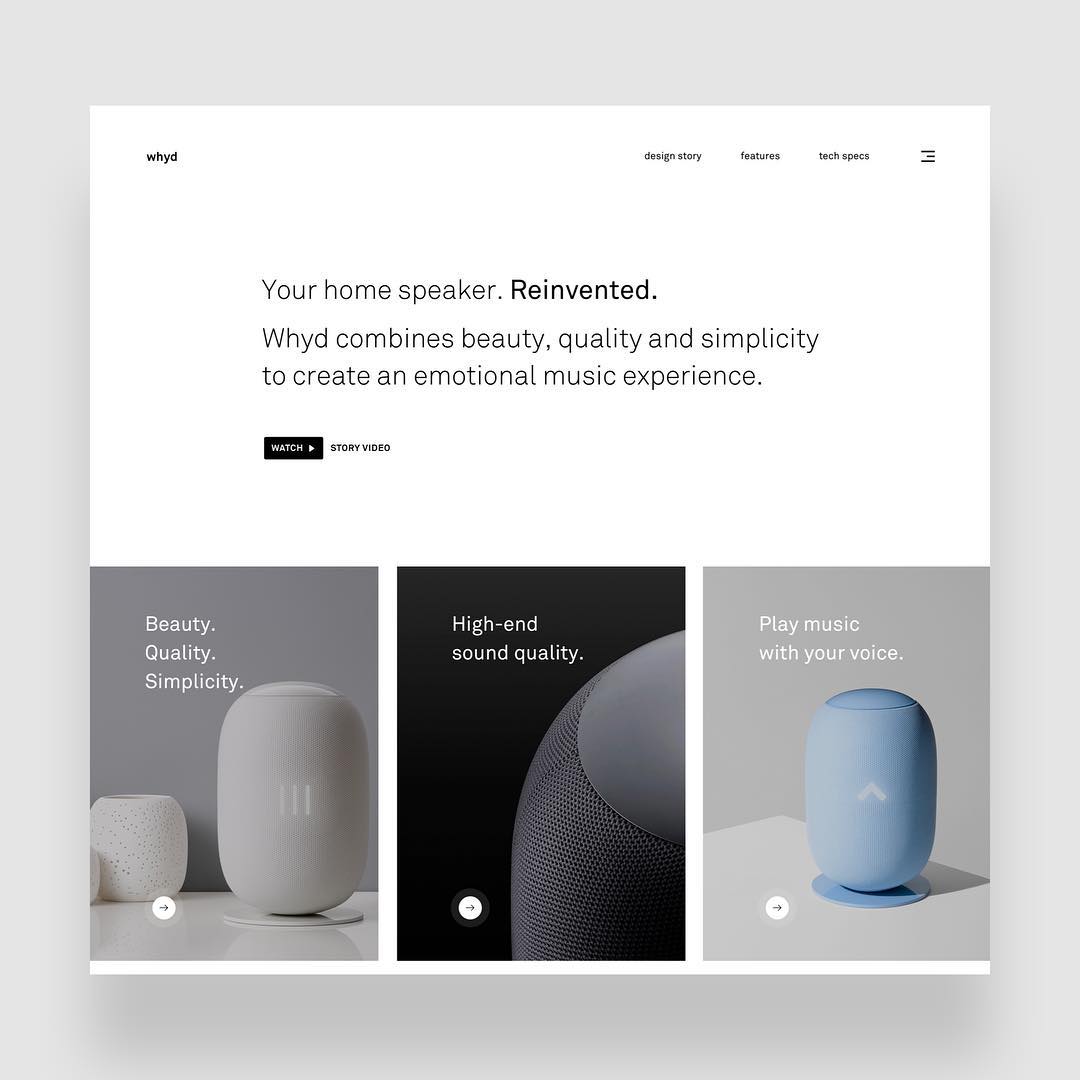 whyd
design story
features
tech specs
Your home speaker. Reinvented.
Whyd combines beauty, quality and simplicity
to create an emotional music experience.
WATCH
STORY VIDEO
Beauty.
Quality.
Simplicity.
High-end
sound quality.
Play music
with your voice.